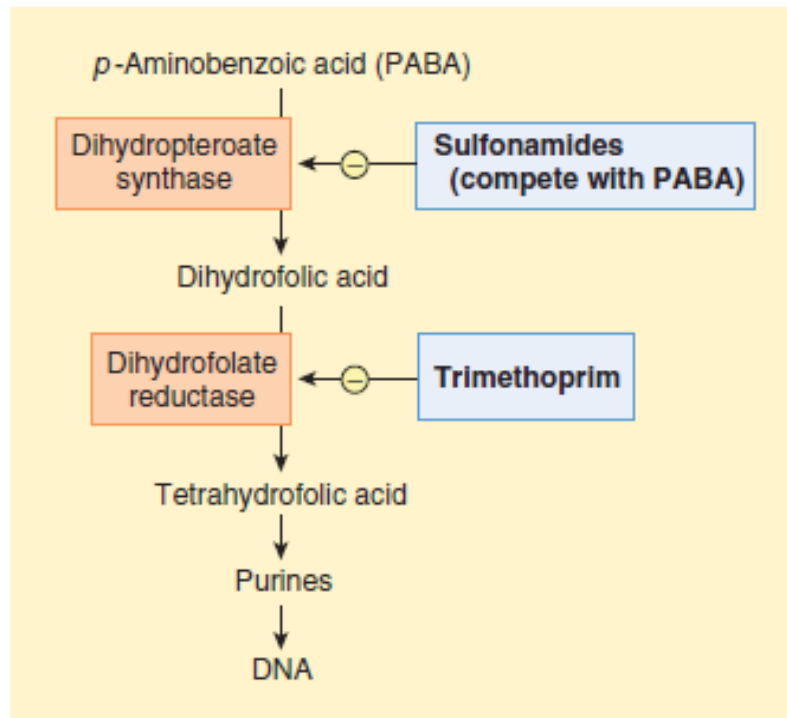 p-Aminobenzoic acid (PABA)
Dihydropteroate
synthase
Sulfonamides
(compete with PABA)
Dihydrofolic acid
Dihydrofolate
reductase
Trimethoprim
Tetrahydrofolic acid
Purines
DNA